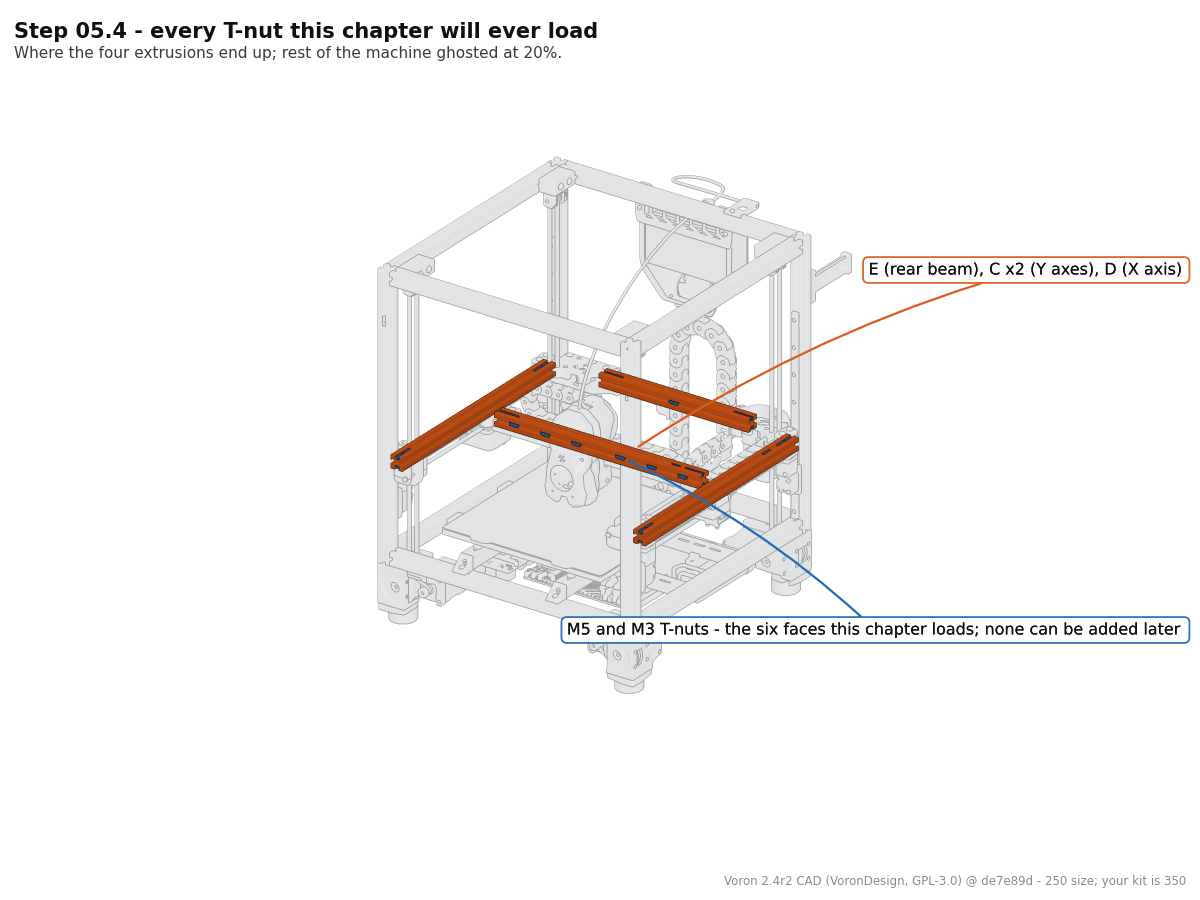 Step 05.4 - every T-nut this chapter will ever load
Where the four extrusions end up; rest of the machine ghosted at 20%.
E (rear beam), C x2 (Y axes), D (X axis)
M5 and M3 T-nuts - the six faces this chapter loads; none can be added later
Voron 2.4r2 CAD (VoronDesign, GPL-3.0) @ de7e89d - 250 size; your kit is 350